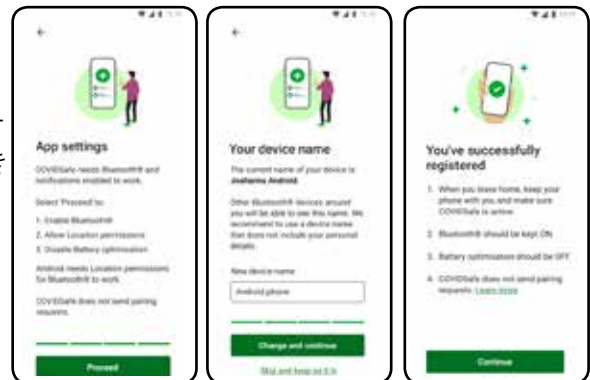 App settings
COVIDSafe needs Bluetooth® and
notifications enabled to work.
Select 'Proceed' to:
1. Enable Bluetooth®
2. Allow Location permissions
3. Disable Battery optimisation
Android needs Location permissions
for Bluetooth® to work.
COVIDSafe does not send pairing
requests.
Proceed
Your device name
The current name of your device is
Android.
Other Bluetooth® devices around
you will be able to see this name. We
recommend to use a device name
that does not include your personal
details.
New device name
Android phone
Change and continue
Skip and keep as it is
You've successfully
registered
1. When you leave home, keep your
phone with you and make sure
COVIDSafe is active.
2. Bluetooth® should be kept ON
3. Battery optimisation should be OFF
4. COVIDSafe does not send pairing
requests. Learn more
Continue